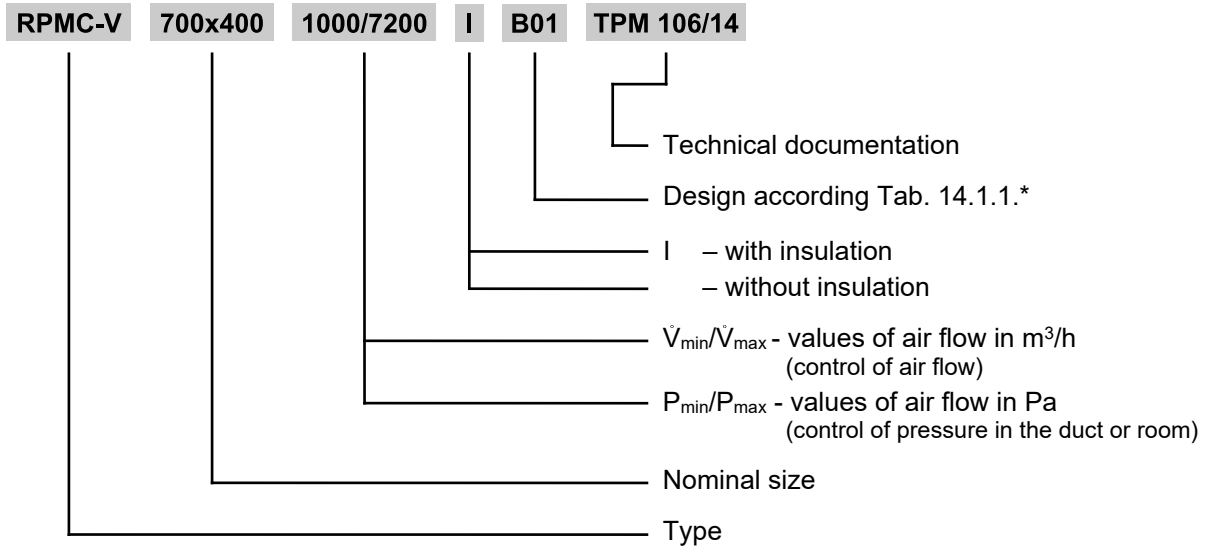 RPMC-V 700x400 1000/7200 I B01 TPM 106/14
Technical documentation
Design according Tab. 14.1.1.*
I – with insulation
– without insulation
V̊min/V̊max - values of air flow in m³/h
(control of air flow)
Pmin/Pmax - values of air flow in Pa
(control of pressure in the duct or room)
Nominal size
Type